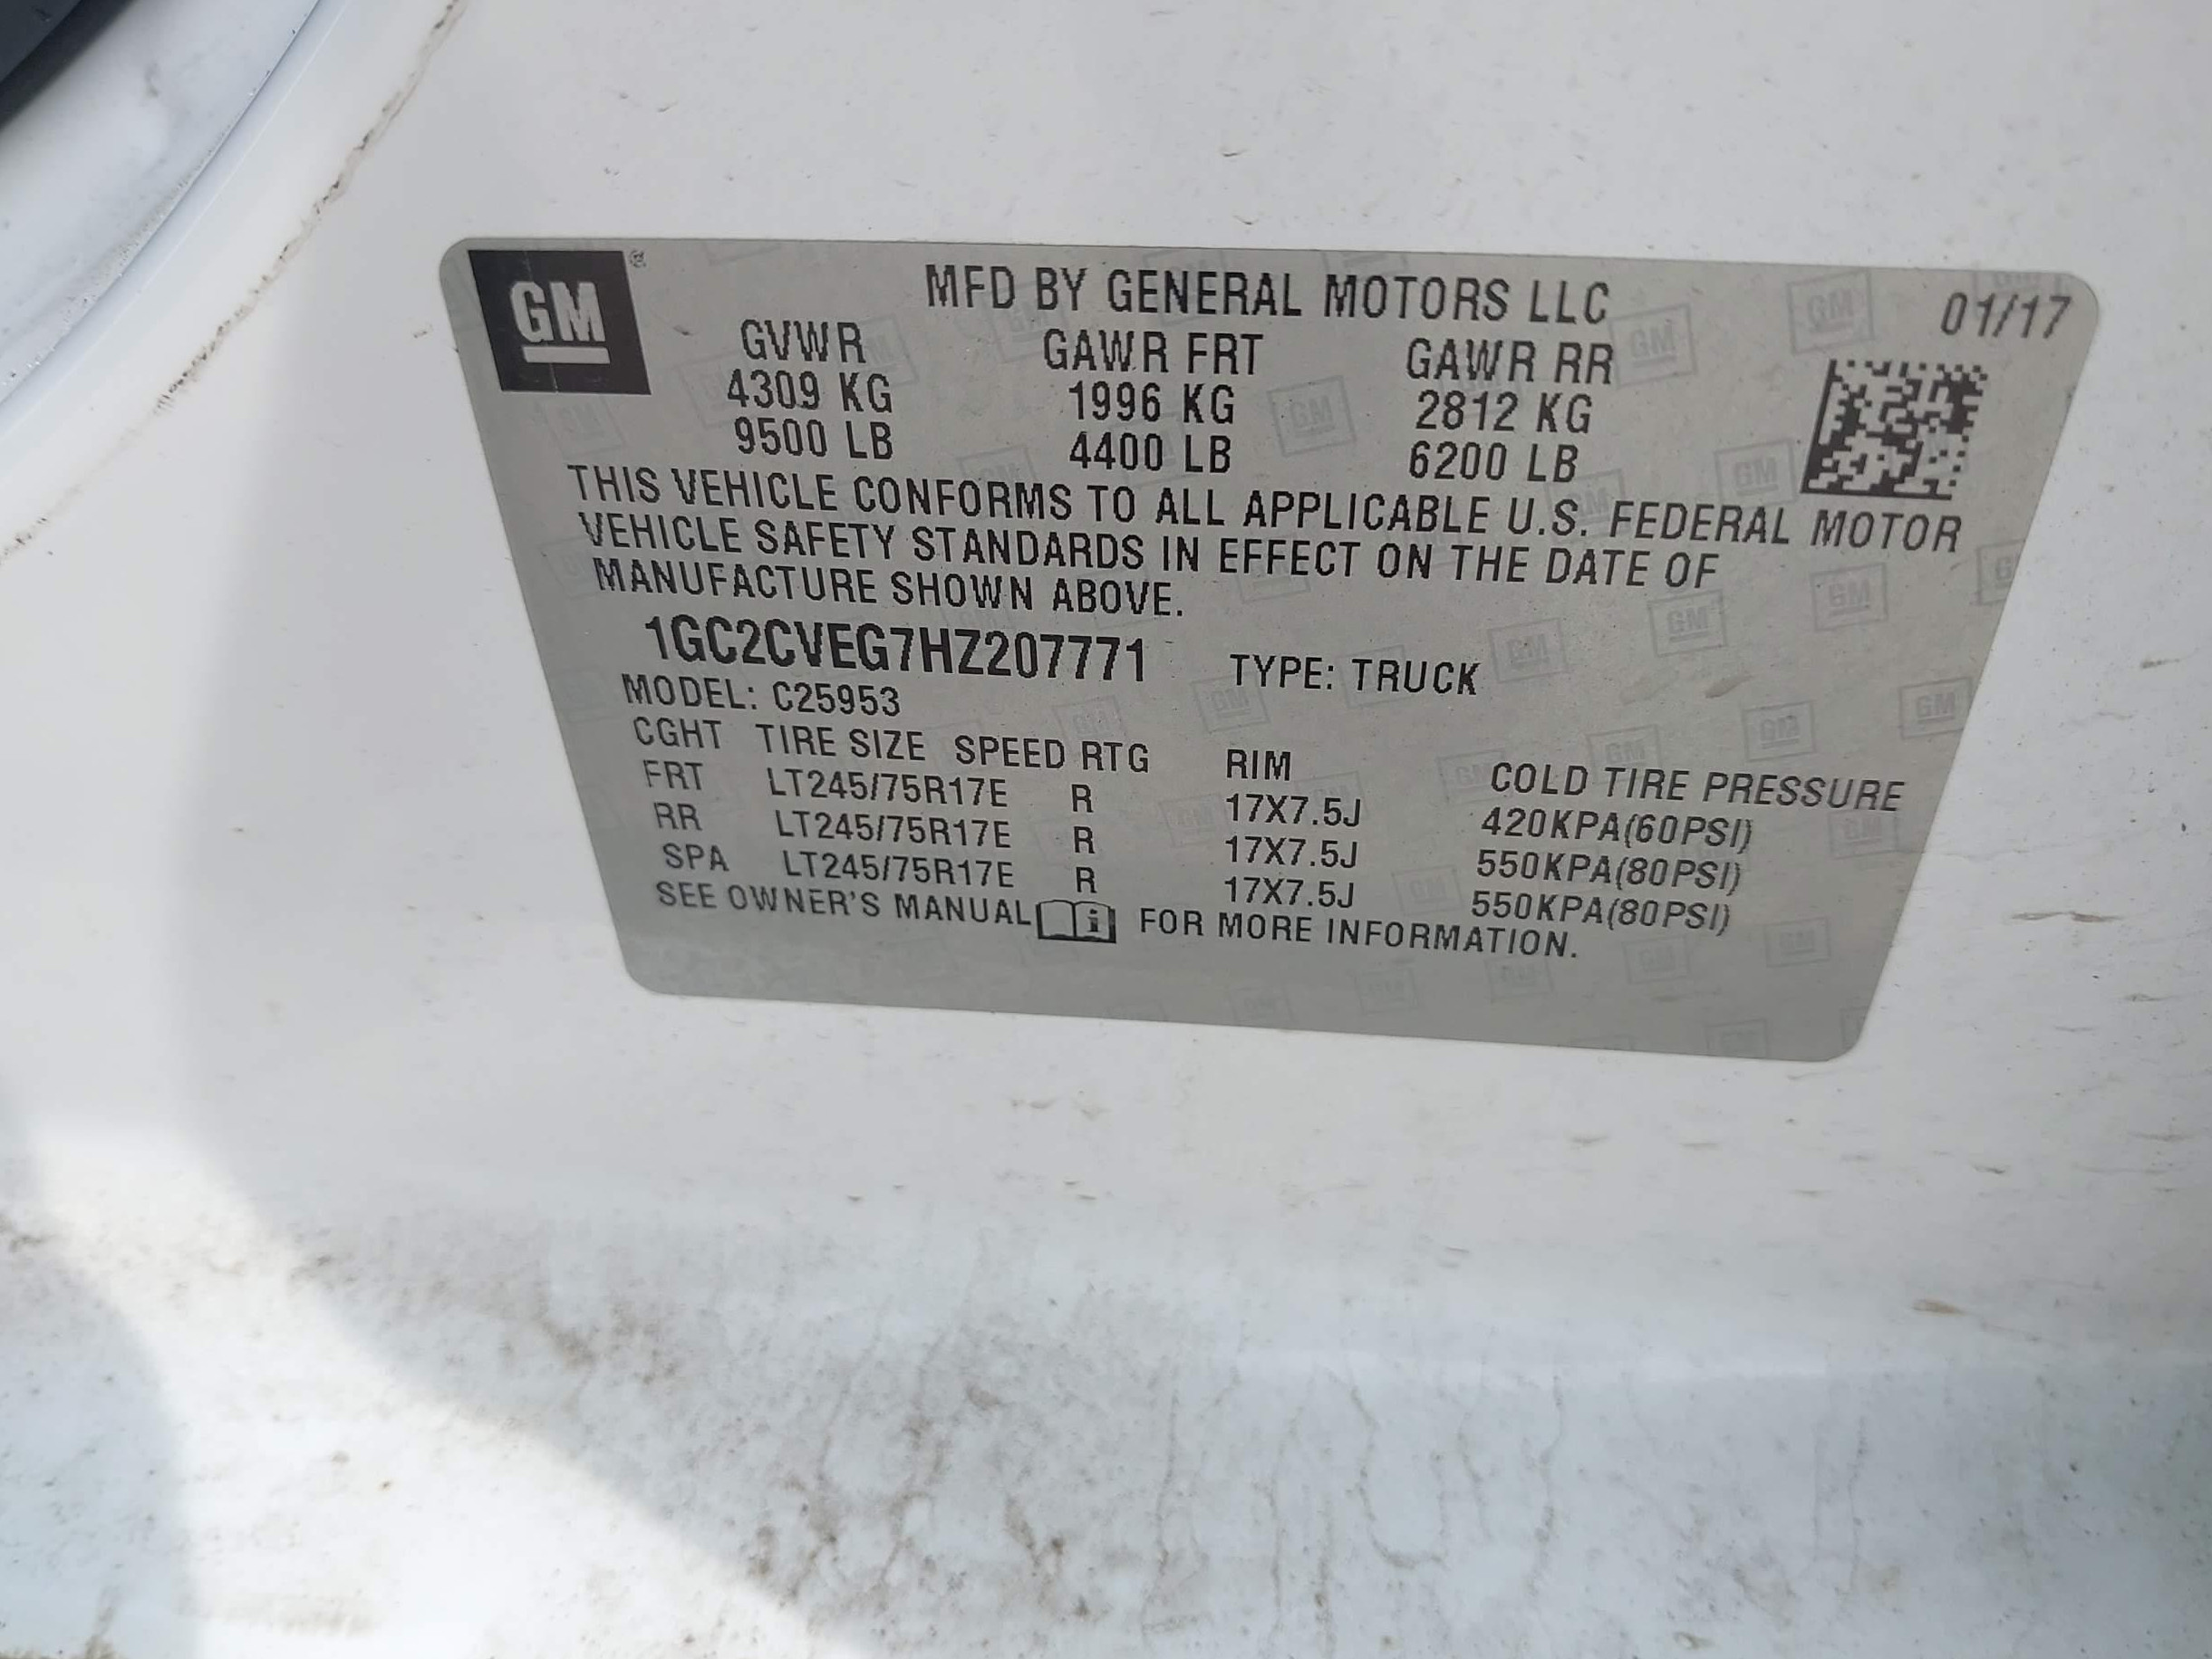 GM ®
MFD BY GENERAL MOTORS LLC 01/17
GVWR GAWR FRT GAWR RR
4309 KG 1996 KG 2812 KG
9500 LB 4400 LB 6200 LB
THIS VEHICLE CONFORMS TO ALL APPLICABLE U.S. FEDERAL MOTOR
VEHICLE SAFETY STANDARDS IN EFFECT ON THE DATE OF
MANUFACTURE SHOWN ABOVE.
1GC2CVEG7HZ207771 TYPE: TRUCK
MODEL: C25953
CGHT TIRE SIZE SPEED RTG RIM COLD TIRE PRESSURE
FRT LT245/75R17E R 17X7.5J 420KPA(60PSI)
RR LT245/75R17E R 17X7.5J 550KPA(80PSI)
SPA LT245/75R17E R 17X7.5J 550KPA(80PSI)
SEE OWNER'S MANUAL FOR MORE INFORMATION.